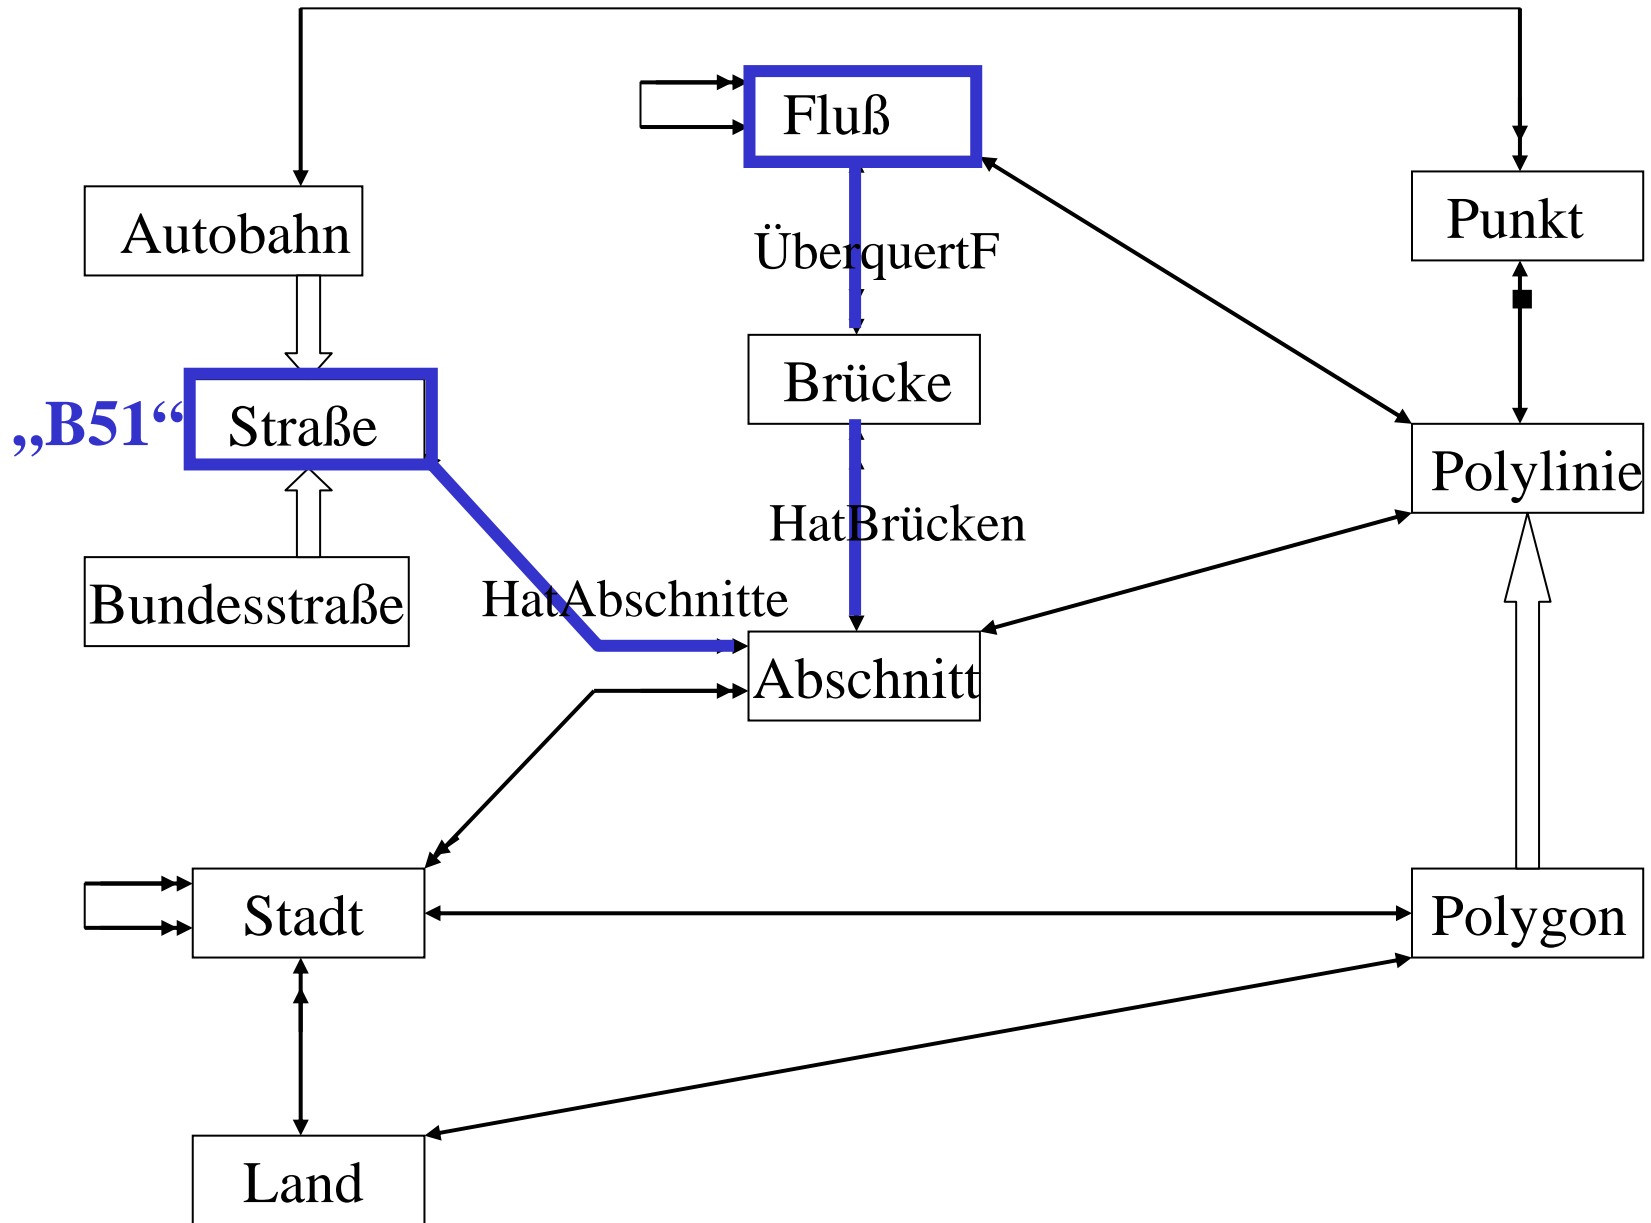 Fluß
Autobahn
Punkt
ÜberquertF
Brücke
„B51“
Straße
Polylinie
HatBrücken
Bundesstraße
HatAbschnitte
Abschnitt
Stadt
Polygon
Land